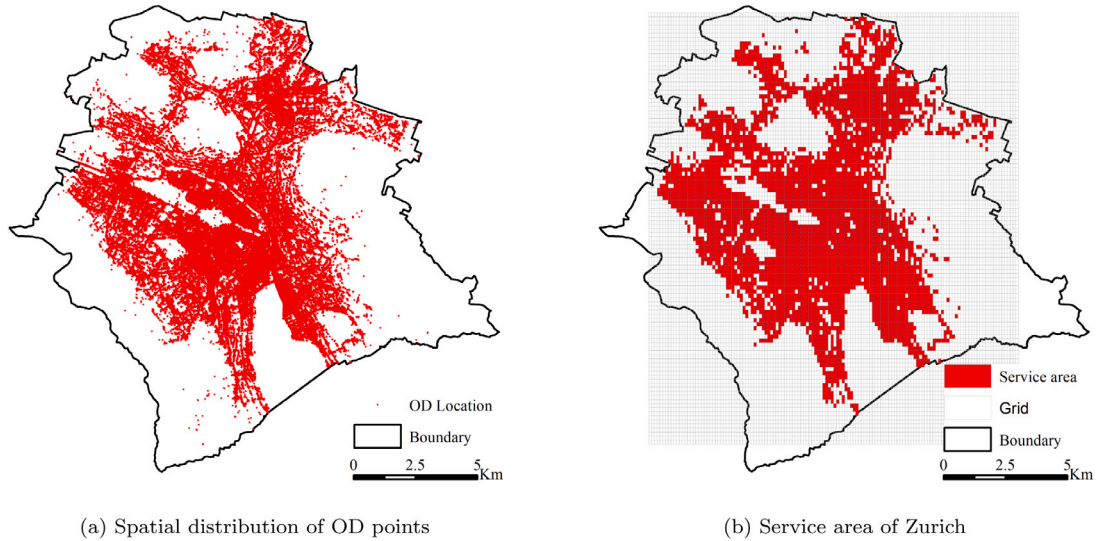 OD Location
Boundary
0 2.5 5
Km
Service area
Grid
Boundary
0 2.5 5
Km
(a) Spatial distribution of OD points
(b) Service area of Zurich